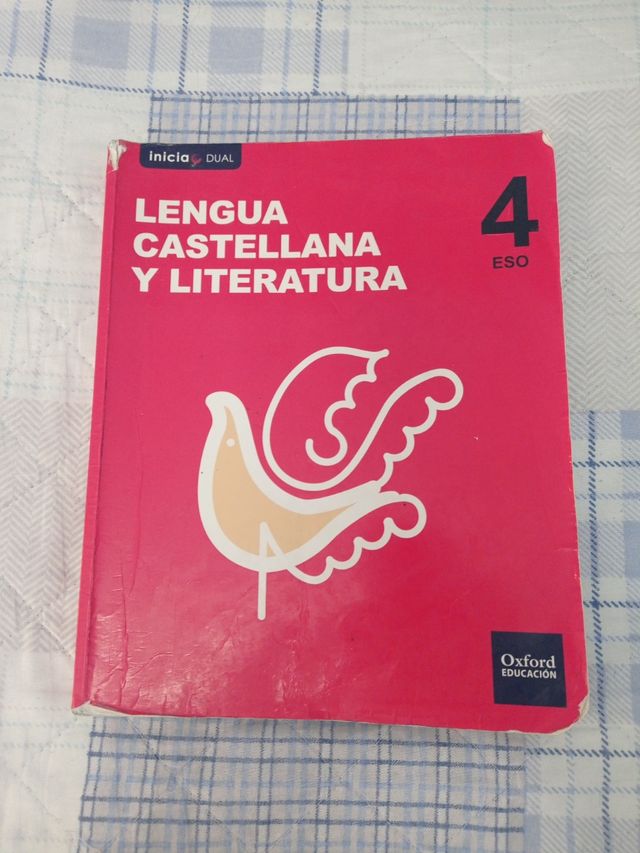 inicia DUAL
LENGUA
CASTELLANA
Y LITERATURA
4
ESO
Oxford
EDUCACIÓN